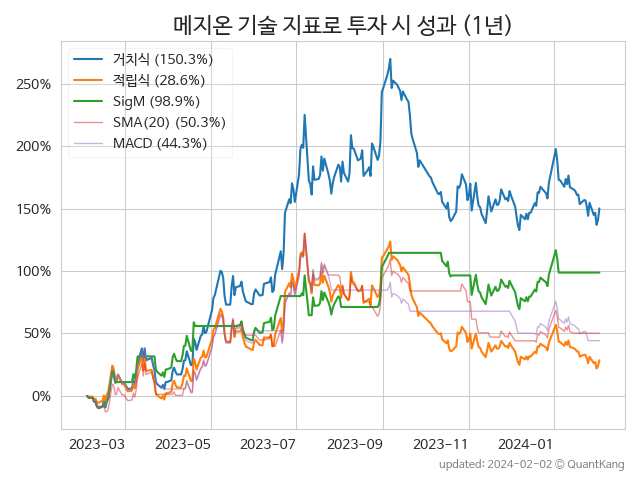 메지온 기술 지표로 투자 시 성과 (1년)
거치식 (150.3%)
적립식 (28.6%)
SigM (98.9%)
SMA(20) (50.3%)
MACD (44.3%)
250%
200%
150%
100%
50%
0%
2023-03 2023-05 2023-07 2023-09 2023-11 2024-01
updated: 2024-02-02 © QuantKang